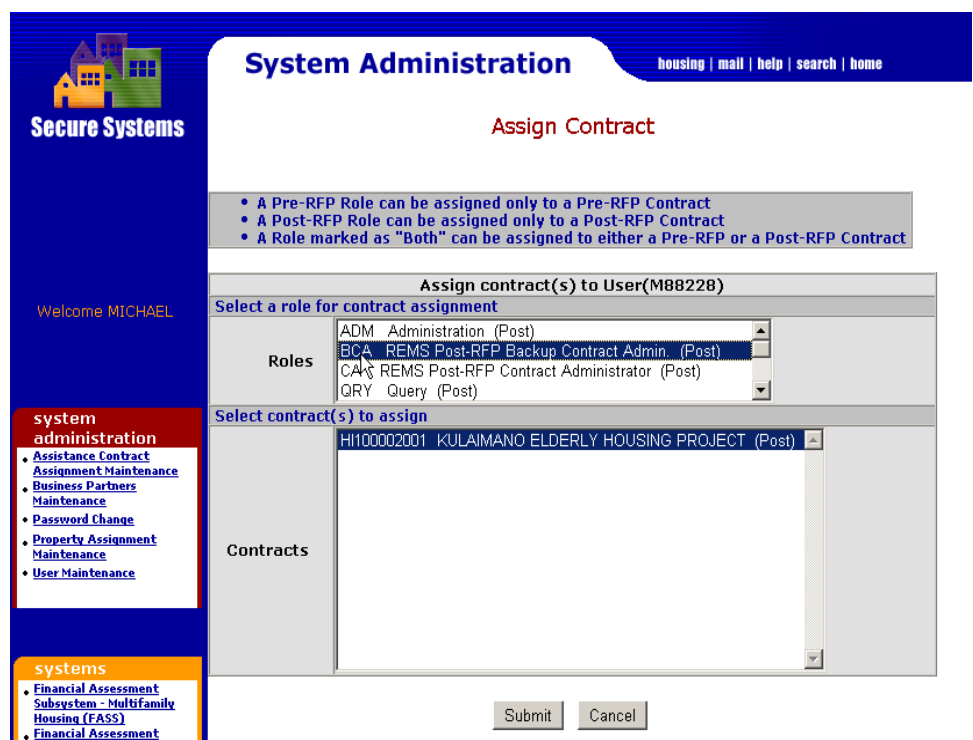 Secure Systems
System Administration
housing | mail | help | search | home
Assign Contract
• A Pre-RFP Role can be assigned only to a Pre-RFP Contract
• A Post-RFP Role can be assigned only to a Post-RFP Contract
• A Role marked as "Both" can be assigned to either a Pre-RFP or a Post-RFP Contract
Welcome MICHAEL
Assign contract(s) to User(M88228)
Select a role for contract assignment
Roles
ADM Administration (Post)
BCA REMS Post-RFP Backup Contract Admin. (Post)
CA REMS Post-RFP Contract Administrator (Post)
QRY Query (Post)
Select contract(s) to assign
Contracts
HI100002001 KULAIMANO ELDERLY HOUSING PROJECT (Post)
Submit
Cancel
system
administration
• Assistance Contract
Assignment Maintenance
• Business Partners
Maintenance
• Password Change
• Property Assignment
Maintenance
• User Maintenance
systems
• Financial Assessment
Subsystem - Multifamily
Housing (FASS)
• Financial Assessment